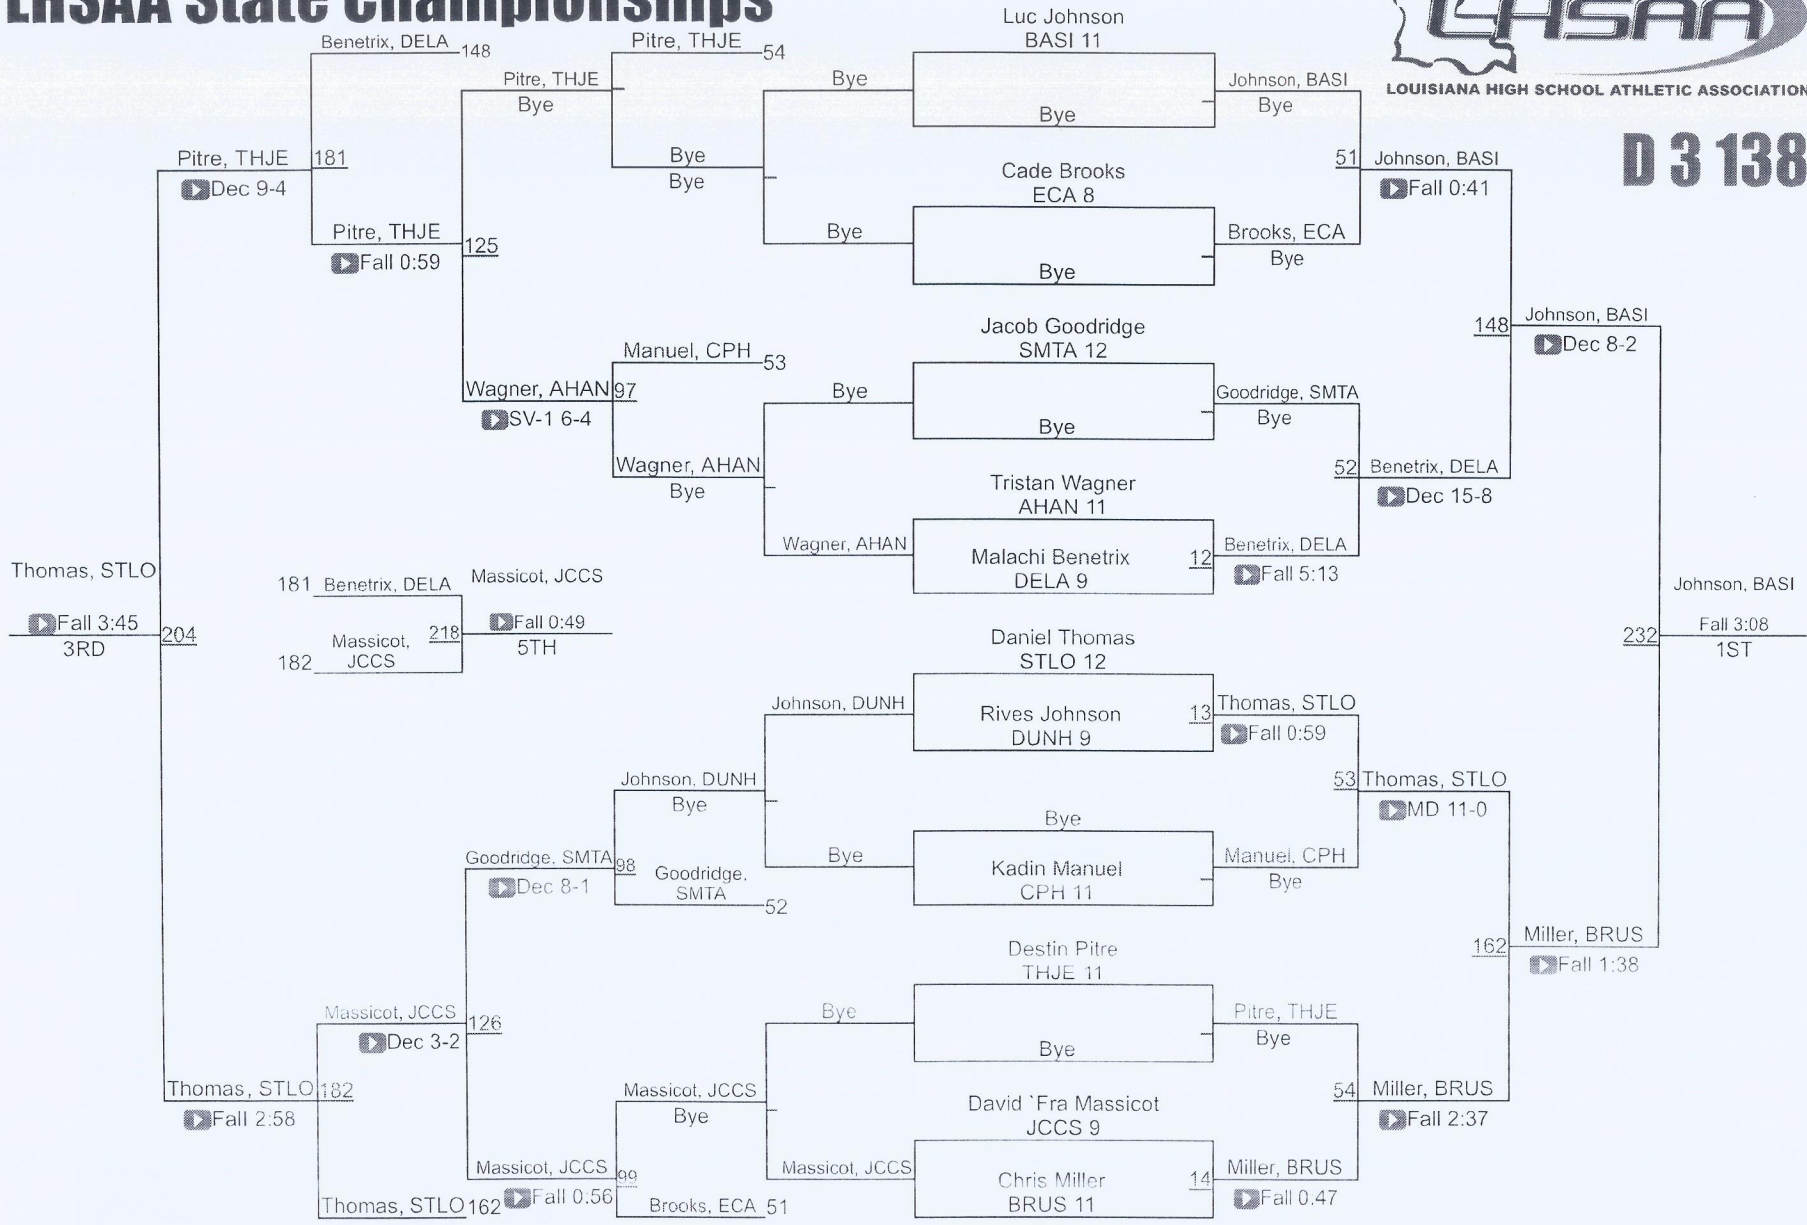 LHSAA State Championships
LHSAA
LOUISIANA HIGH SCHOOL ATHLETIC ASSOCIATION
D 3 138
Luc Johnson
BASI 11
Bye
Cade Brooks
ECA 8
Bye
Jacob Goodridge
SMTA 12
Bye
Tristan Wagner
AHAN 11
Malachi Benetrix
DELA 9
12
Daniel Thomas
STLO 12
Rives Johnson
DUNH 9
13
Bye
Kadin Manuel
CPH 11
Destin Pitre
THJE 11
Bye
David `Fra Massicot
JCCS 9
Chris Miller
BRUS 11
14
Johnson, BASI
Bye
Brooks, ECA
Bye
Goodridge, SMTA
Bye
Benetrix, DELA
Fall 5:13
Thomas, STLO
Fall 0:59
Manuel, CPH
Bye
Pitre, THJE
Bye
Miller, BRUS
Fall 0:47
51
Johnson, BASI
Fall 0:41
52
Benetrix, DELA
Dec 15-8
53
Thomas, STLO
MD 11-0
54
Miller, BRUS
Fall 2:37
148
Johnson, BASI
Dec 8-2
162
Miller, BRUS
Fall 1:38
232
Johnson, BASI
Fall 3:08
1ST
Bye
Bye
Bye
Wagner, AHAN
Johnson, DUNH
Bye
Bye
Massicot, JCCS
Pitre, THJE
54
Bye
Bye
Manuel, CPH
53
Wagner, AHAN
Bye
Johnson, DUNH
Bye
Goodridge,
SMTA
52
Massicot, JCCS
Bye
Brooks, ECA
51
Pitre, THJE
Bye
Wagner, AHAN
97
SV-1 6-4
Goodridge, SMTA
98
Dec 8-1
Massicot, JCCS
99
Fall 0:56
Benetrix, DELA
148
Pitre, THJE
125
Fall 0:59
Massicot, JCCS
126
Dec 3-2
Thomas, STLO
162
Pitre, THJE
181
Dec 9-4
Thomas, STLO
182
Fall 2:58
Thomas, STLO
Fall 3:45
204
3RD
181 Benetrix, DELA
182 Massicot,
JCCS
218
Massicot, JCCS
Fall 0:49
5TH